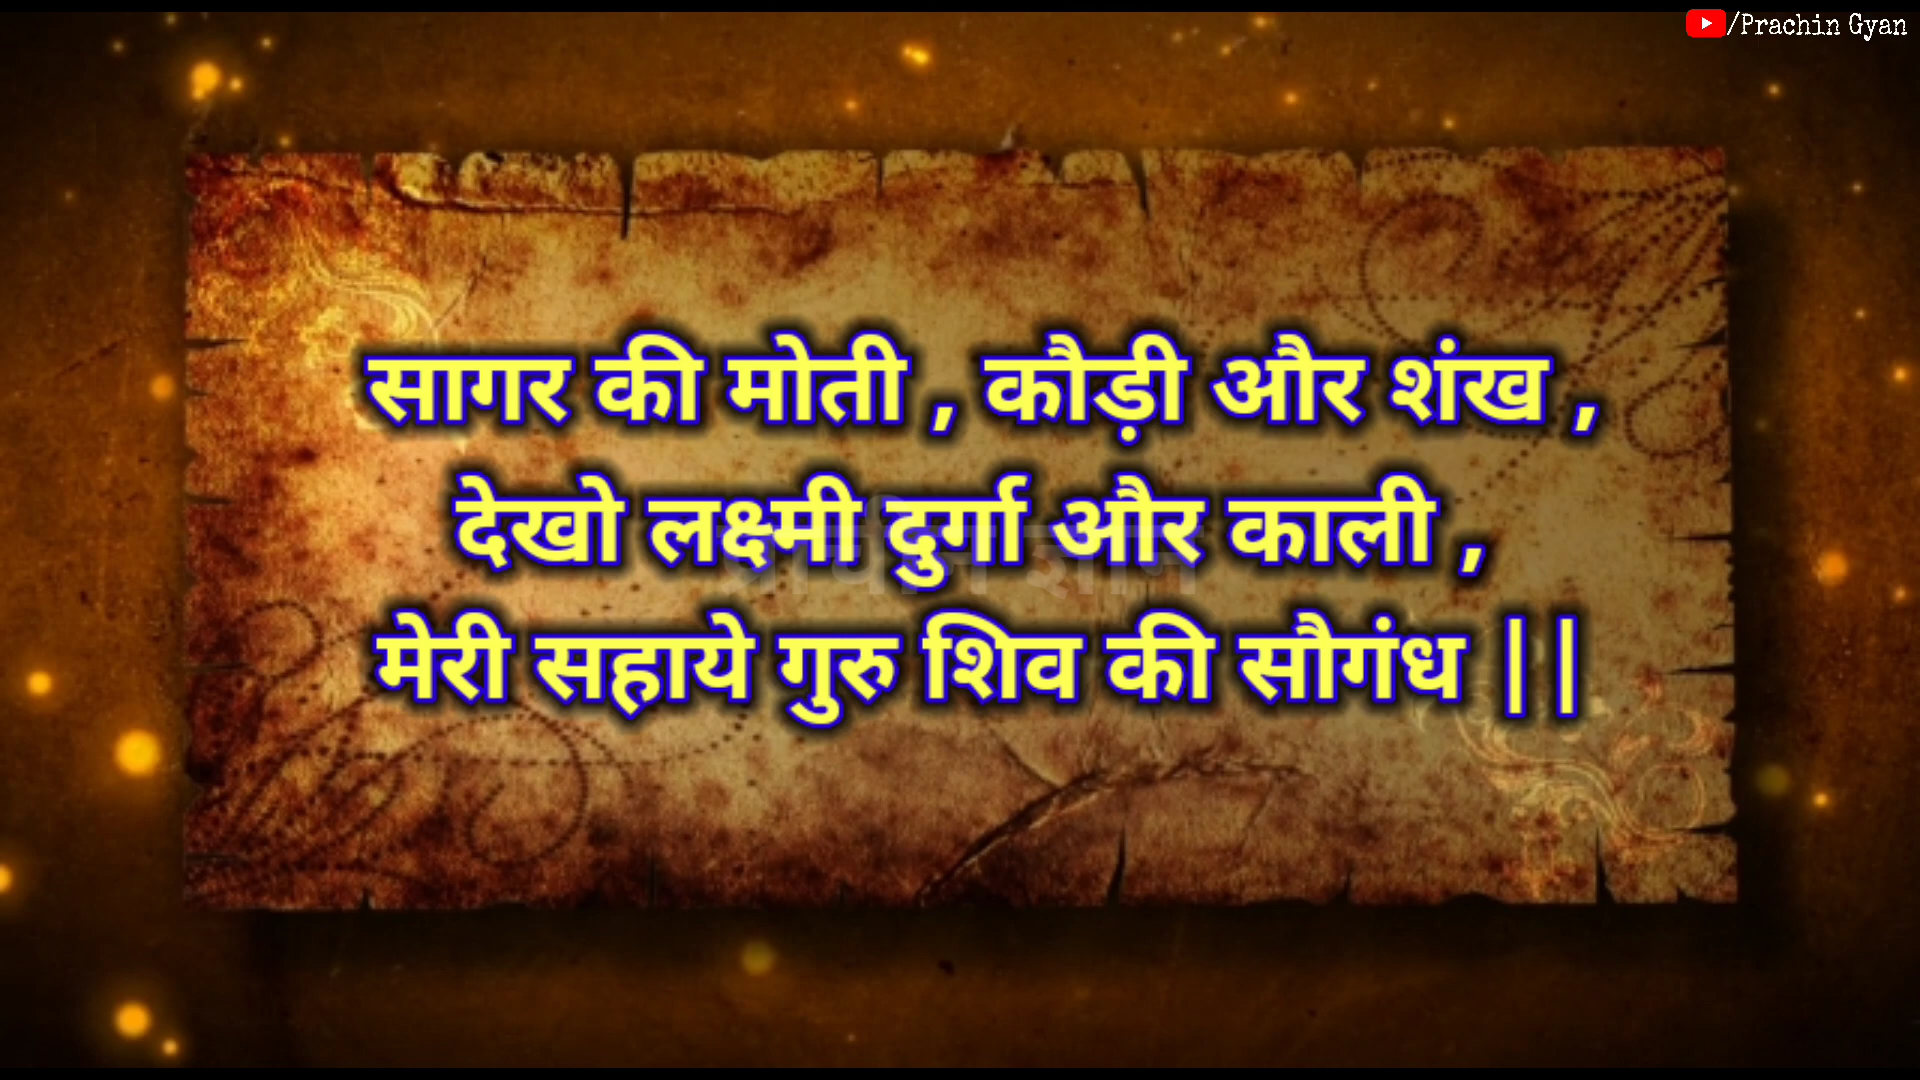 /Prachin Gyan
सागर की मोती , कौड़ी और शंख ,
देखो लक्ष्मी दुर्गा और काली ,
प्राचीन ज्ञान
मेरी सहाये गुरु शिव की सौगंध ||